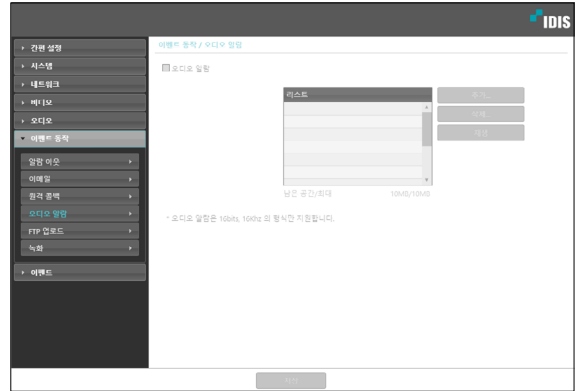 IDIS
간편 설정
시스템
네트워크
비디오
오디오
이벤트 동작
알람 아웃
이메일
원격 콜백
오디오 알람
FTP 업로드
녹화
이벤트
이벤트 동작 / 오디오 알람
오디오 알람
리스트
추가..
삭제
재생
남은 공간/최대 10MB/10MB
* 오디오 알람은 16bits, 16Khz 의 형식만 지원합니다.
적용